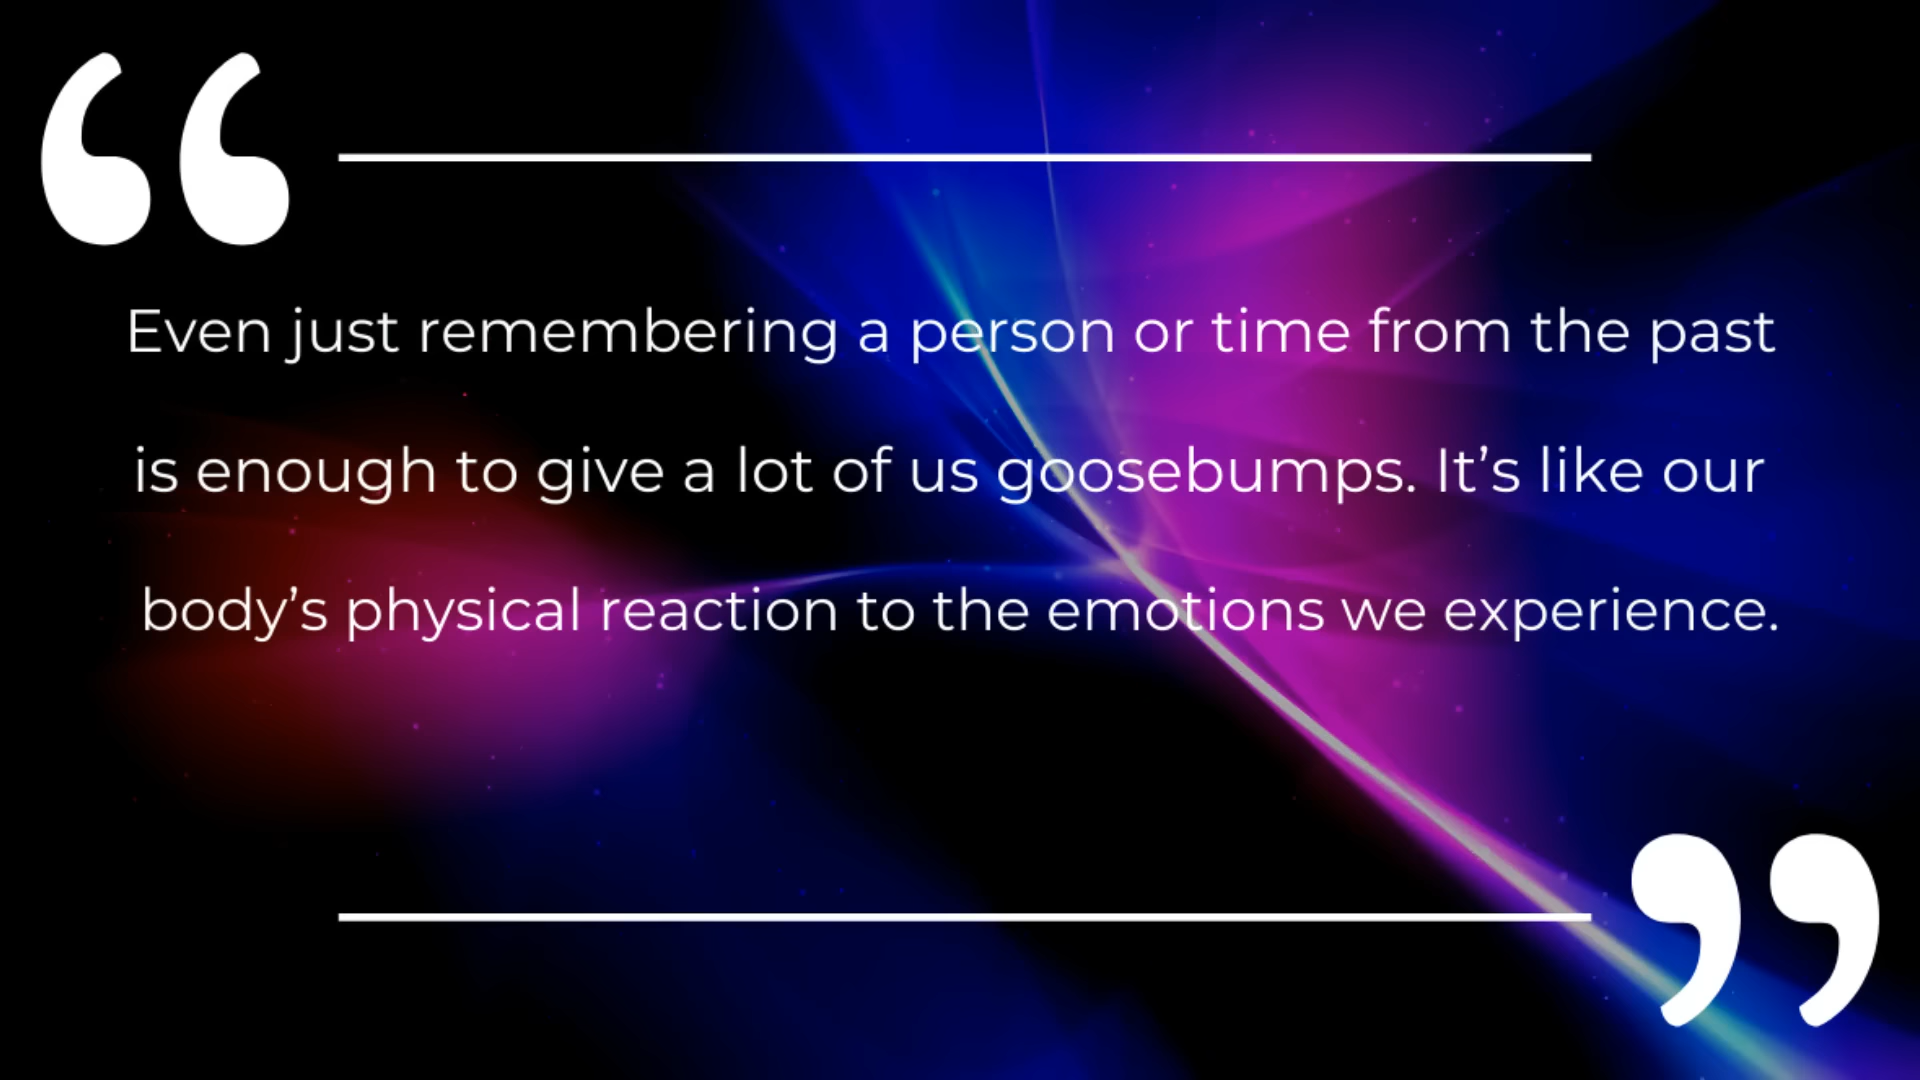 “
Even just remembering a person or time from the past
is enough to give a lot of us goosebumps. It’s like our
body’s physical reaction to the emotions we experience.
”